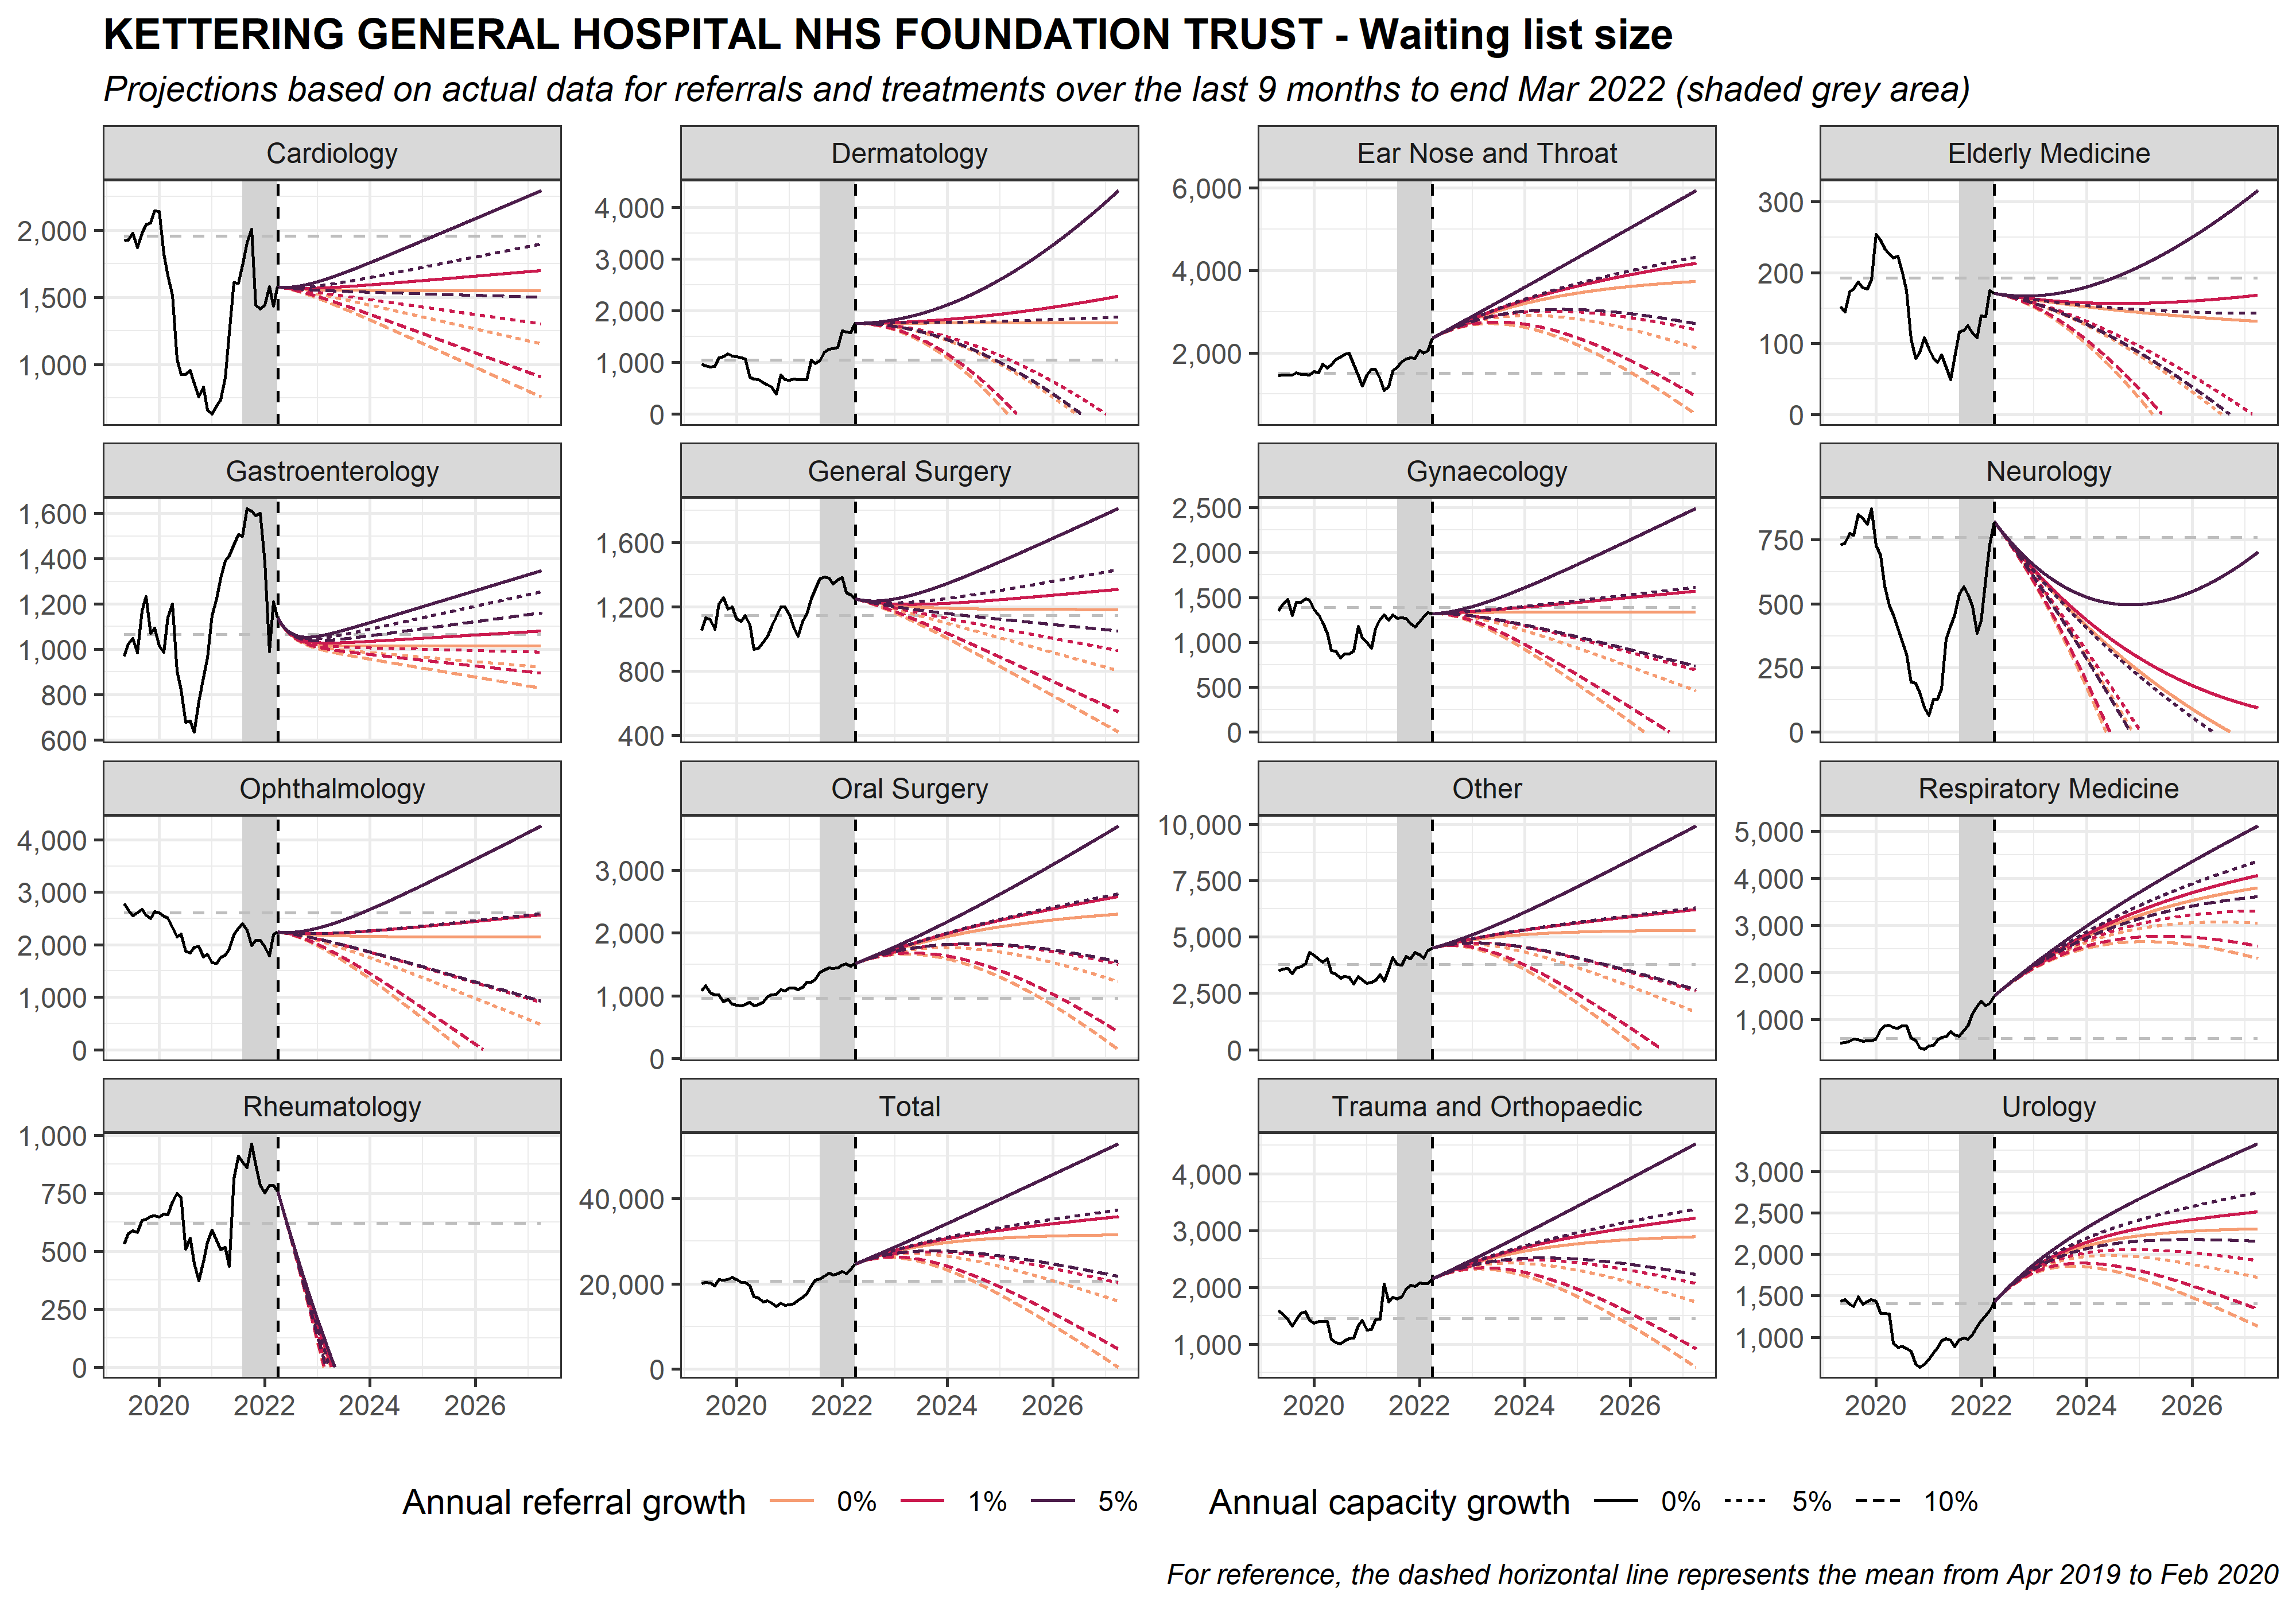 KETTERING GENERAL HOSPITAL NHS FOUNDATION TRUST - Waiting list size
Projections based on actual data for referrals and treatments over the last 9 months to end Mar 2022 (shaded grey area)
Cardiology
2,000
1,500
1,000
Dermatology
4,000
3,000
2,000
1,000
0
Ear Nose and Throat
6,000
4,000
2,000
Elderly Medicine
300
200
100
0
Gastroenterology
1,600
1,400
1,200
1,000
800
600
General Surgery
1,600
1,200
800
400
Gynaecology
2,500
2,000
1,500
1,000
500
0
Neurology
750
500
250
0
Ophthalmology
4,000
3,000
2,000
1,000
0
Oral Surgery
3,000
2,000
1,000
0
Other
10,000
7,500
5,000
2,500
0
Respiratory Medicine
5,000
4,000
3,000
2,000
1,000
Rheumatology
1,000
750
500
250
0
Total
40,000
20,000
0
Trauma and Orthopaedic
4,000
3,000
2,000
1,000
Urology
3,000
2,500
2,000
1,500
1,000
2020 2022 2024 2026
2020 2022 2024 2026
2020 2022 2024 2026
2020 2022 2024 2026
Annual referral growth 0% 1% 5%
Annual capacity growth 0% 5% 10%
For reference, the dashed horizontal line represents the mean from Apr 2019 to Feb 2020